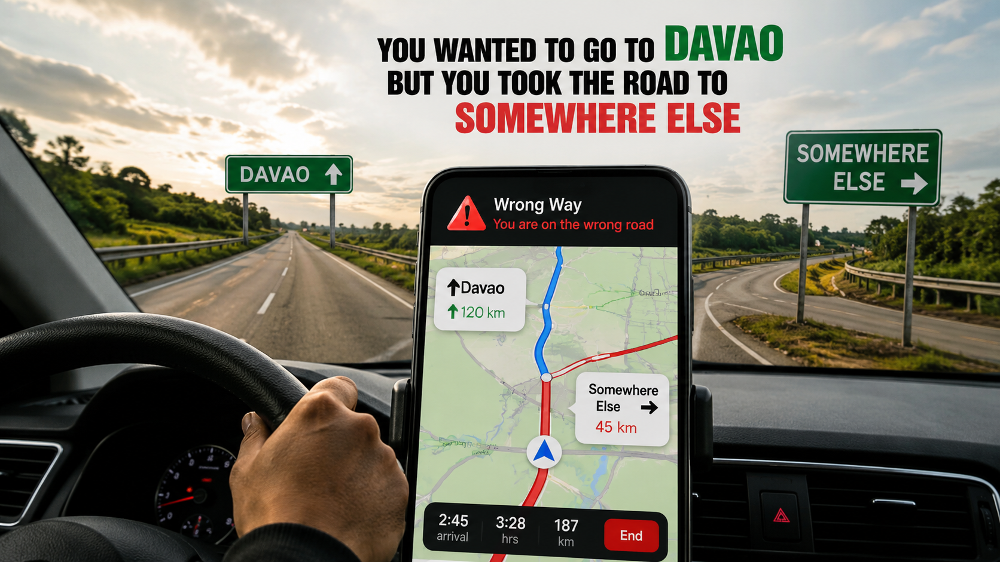 YOU WANTED TO GO TO DAVAO
BUT YOU TOOK THE ROAD TO
SOMEWHERE ELSE
DAVAO ↑
SOMEWHERE
ELSE →
Wrong Way
You are on the wrong road
↑Davao
↑120 km
Somewhere
Else →
45 km
2:45
arrival
3:28
hrs
187
km
End